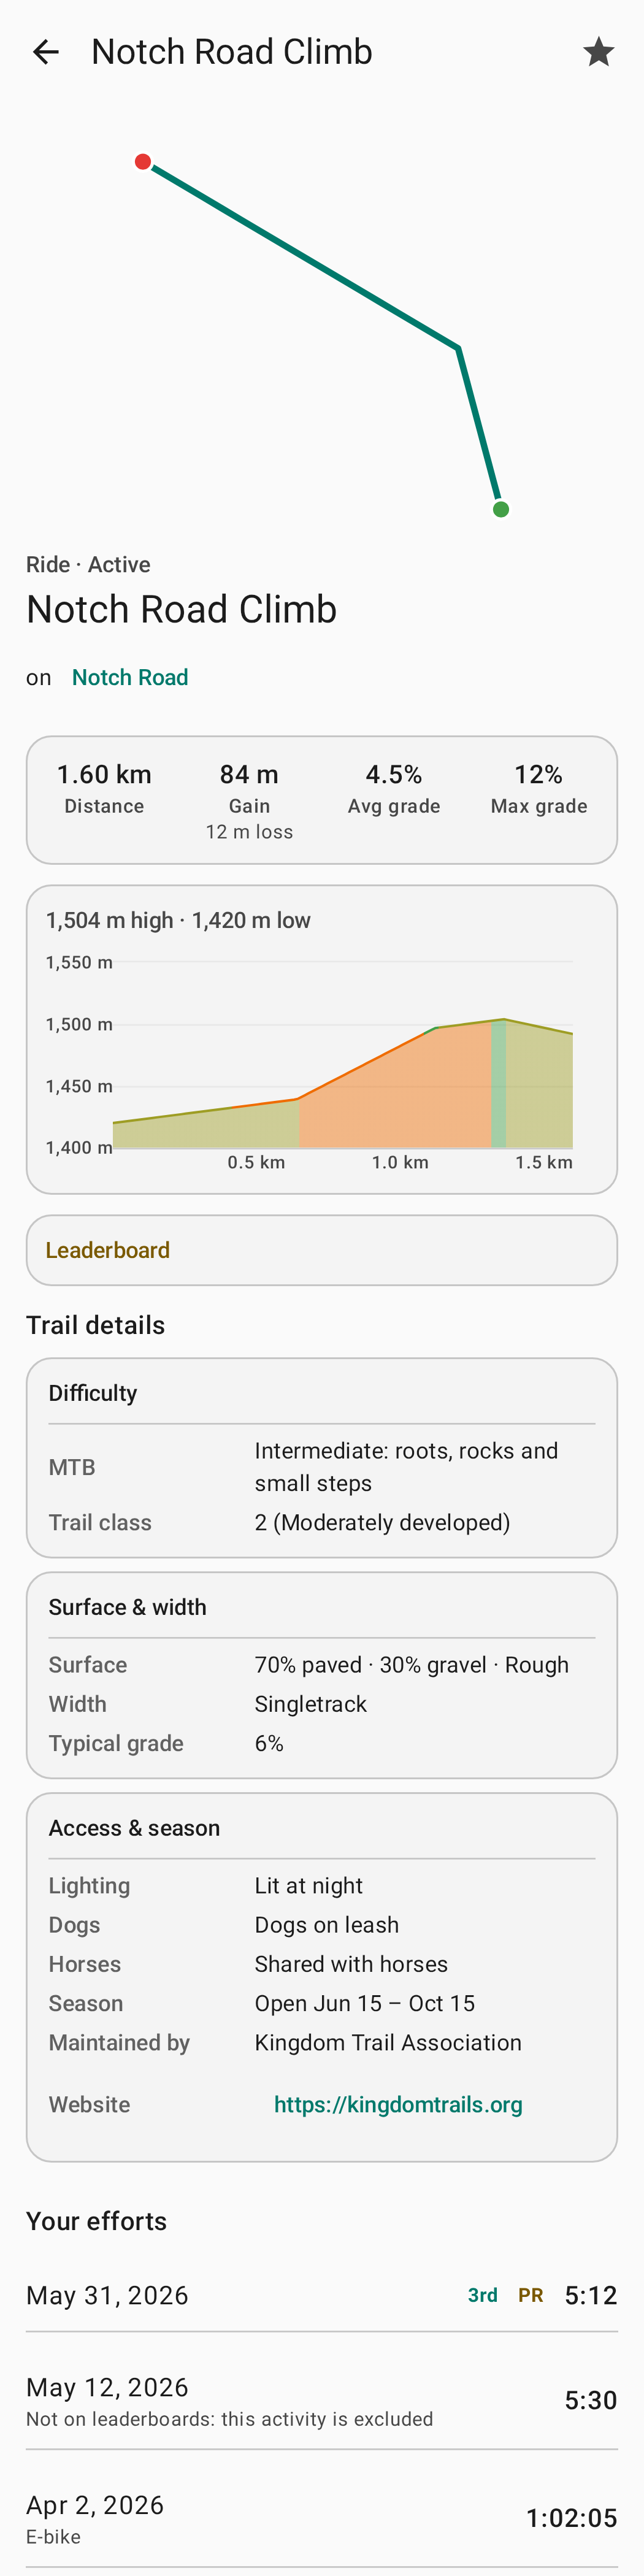 Notch Road Climb
Ride · Active
Notch Road Climb
on Notch Road
1.60 km 84 m 4.5% 12%
Distance Gain Avg grade Max grade
12 m loss
1,504 m high · 1,420 m low
1,550 m
1,500 m
1,450 m
1,400 m
0.5 km 1.0 km 1.5 km
Leaderboard
Trail details
Difficulty
MTB Intermediate: roots, rocks and
small steps
Trail class 2 (Moderately developed)
Surface & width
Surface 70% paved · 30% gravel · Rough
Width Singletrack
Typical grade 6%
Access & season
Lighting Lit at night
Dogs Dogs on leash
Horses Shared with horses
Season Open Jun 15 – Oct 15
Maintained by Kingdom Trail Association
Website https://kingdomtrails.org
Your efforts
May 31, 2026 3rd PR 5:12
May 12, 2026 5:30
Not on leaderboards: this activity is excluded
Apr 2, 2026 1:02:05
E-bike